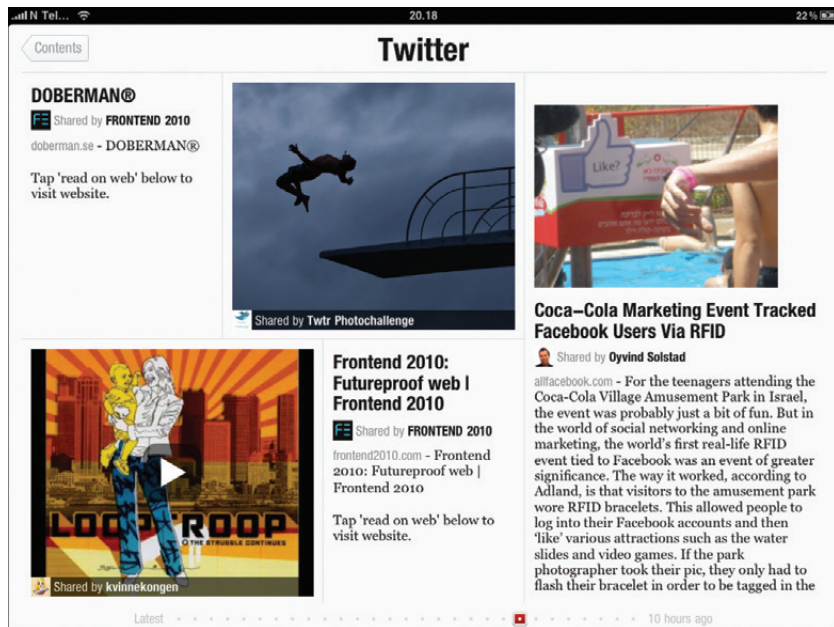 N Tel...
20.18
22 %
Contents
Twitter
DOBERMAN®
FE Shared by FRONTEND 2010
doberman.se - DOBERMAN®
Tap 'read on web' below to
visit website.
Shared by Twtr Photochallenge
Like?
Coca–Cola Marketing Event Tracked
Facebook Users Via RFID
Shared by Oyvind Solstad
allfacebook.com - For the teenagers attending the
Coca-Cola Village Amusement Park in Israel,
the event was probably just a bit of fun. But in
the world of social networking and online
marketing, the world's first real-life RFID
event tied to Facebook was an event of greater
significance. The way it worked, according to
Adland, is that visitors to the amusement park
wore RFID bracelets. This allowed people to
log into their Facebook accounts and then
'like' various attractions such as the water
slides and video games. If the park
photographer took their pic, they only had to
flash their bracelet in order to be tagged in the
LOOPTROOP
THE STRUGGLE CONTINUES
Shared by kvinnekongen
Frontend 2010:
Futureproof web |
Frontend 2010
FE Shared by FRONTEND 2010
frontend2010.com - Frontend
2010: Futureproof web |
Frontend 2010
Tap 'read on web' below to
visit website.
Latest
10 hours ago